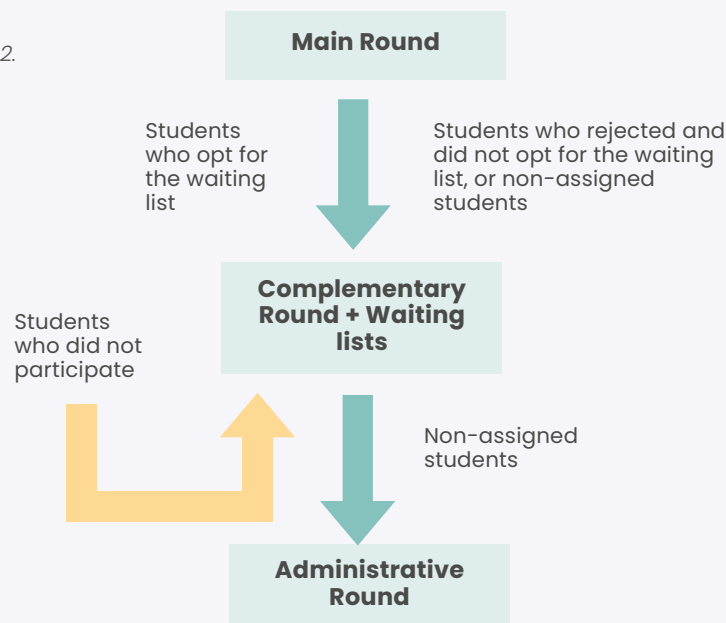 2.
Main Round
Students
who opt for
the waiting
list
Students who rejected and
did not opt for the waiting
list, or non-assigned
students
Complementary
Round + Waiting
lists
Students
who did not
participate
Non-assigned
students
Administrative
Round